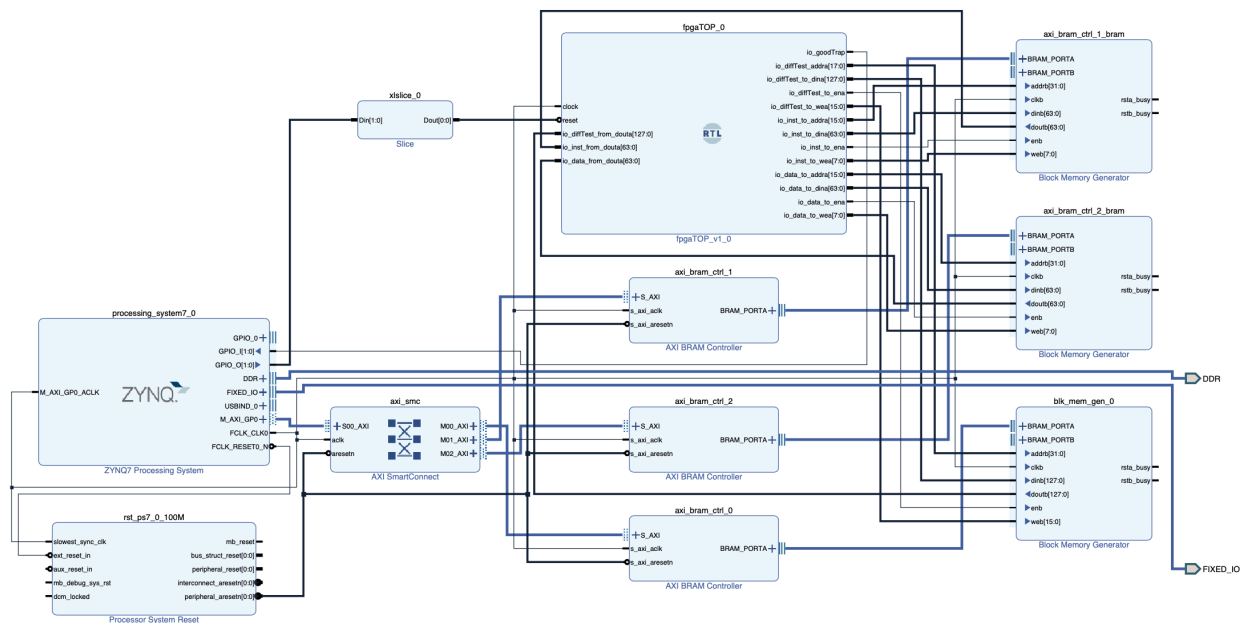 fpgaTOP_0
io_goodTrap
io_diffTest_addra[17:0]
io_diffTest_to_dina[127:0]
io_diffTest_to_ena
io_diffTest_to_wea[15:0]
io_inst_to_addra[15:0]
io_inst_to_dina[63:0]
io_inst_to_ena
io_inst_to_wea[7:0]
io_data_to_addra[15:0]
io_data_to_dina[63:0]
io_data_to_ena
io_data_to_wea[7:0]
clock
reset
io_diffTest_from_douta[127:0]
io_inst_from_douta[63:0]
io_data_from_douta[63:0]
RTL
fpgaTOP_v1_0
xlslice_0
Din[1:0]
Dout[0:0]
Slice
axi_bram_ctrl_1_bram
BRAM_PORTA
BRAM_PORTB
addrb[31:0]
clkb
dinb[63:0]
doutb[63:0]
enb
web[7:0]
rsta_busy
rstb_busy
Block Memory Generator
axi_bram_ctrl_2_bram
BRAM_PORTA
BRAM_PORTB
addrb[31:0]
clkb
dinb[63:0]
doutb[63:0]
enb
web[7:0]
rsta_busy
rstb_busy
Block Memory Generator
axi_bram_ctrl_1
S_AXI
s_axi_aclk
s_axi_aresetn
BRAM_PORTA
AXI BRAM Controller
processing_system7_0
GPIO_0
GPIO_I[1:0]
GPIO_O[1:0]
DDR
FIXED_IO
USBIND_0
M_AXI_GP0
FCLK_CLK0
FCLK_RESET0_N
M_AXI_GP0_ACLK
ZYNQ
ZYNQ7 Processing System
DDR
axi_smc
S00_AXI
aclk
aresetn
M00_AXI
M01_AXI
M02_AXI
AXI SmartConnect
axi_bram_ctrl_2
S_AXI
s_axi_aclk
s_axi_aresetn
BRAM_PORTA
AXI BRAM Controller
blk_mem_gen_0
BRAM_PORTA
BRAM_PORTB
addrb[31:0]
clkb
dinb[127:0]
doutb[127:0]
enb
web[15:0]
rsta_busy
rstb_busy
Block Memory Generator
rst_ps7_0_100M
slowest_sync_clk
ext_reset_in
aux_reset_in
mb_debug_sys_rst
dcm_locked
mb_reset
bus_struct_reset[0:0]
peripheral_reset[0:0]
interconnect_aresetn[0:0]
peripheral_aresetn[0:0]
Processor System Reset
axi_bram_ctrl_0
S_AXI
s_axi_aclk
s_axi_aresetn
BRAM_PORTA
AXI BRAM Controller
FIXED_IO